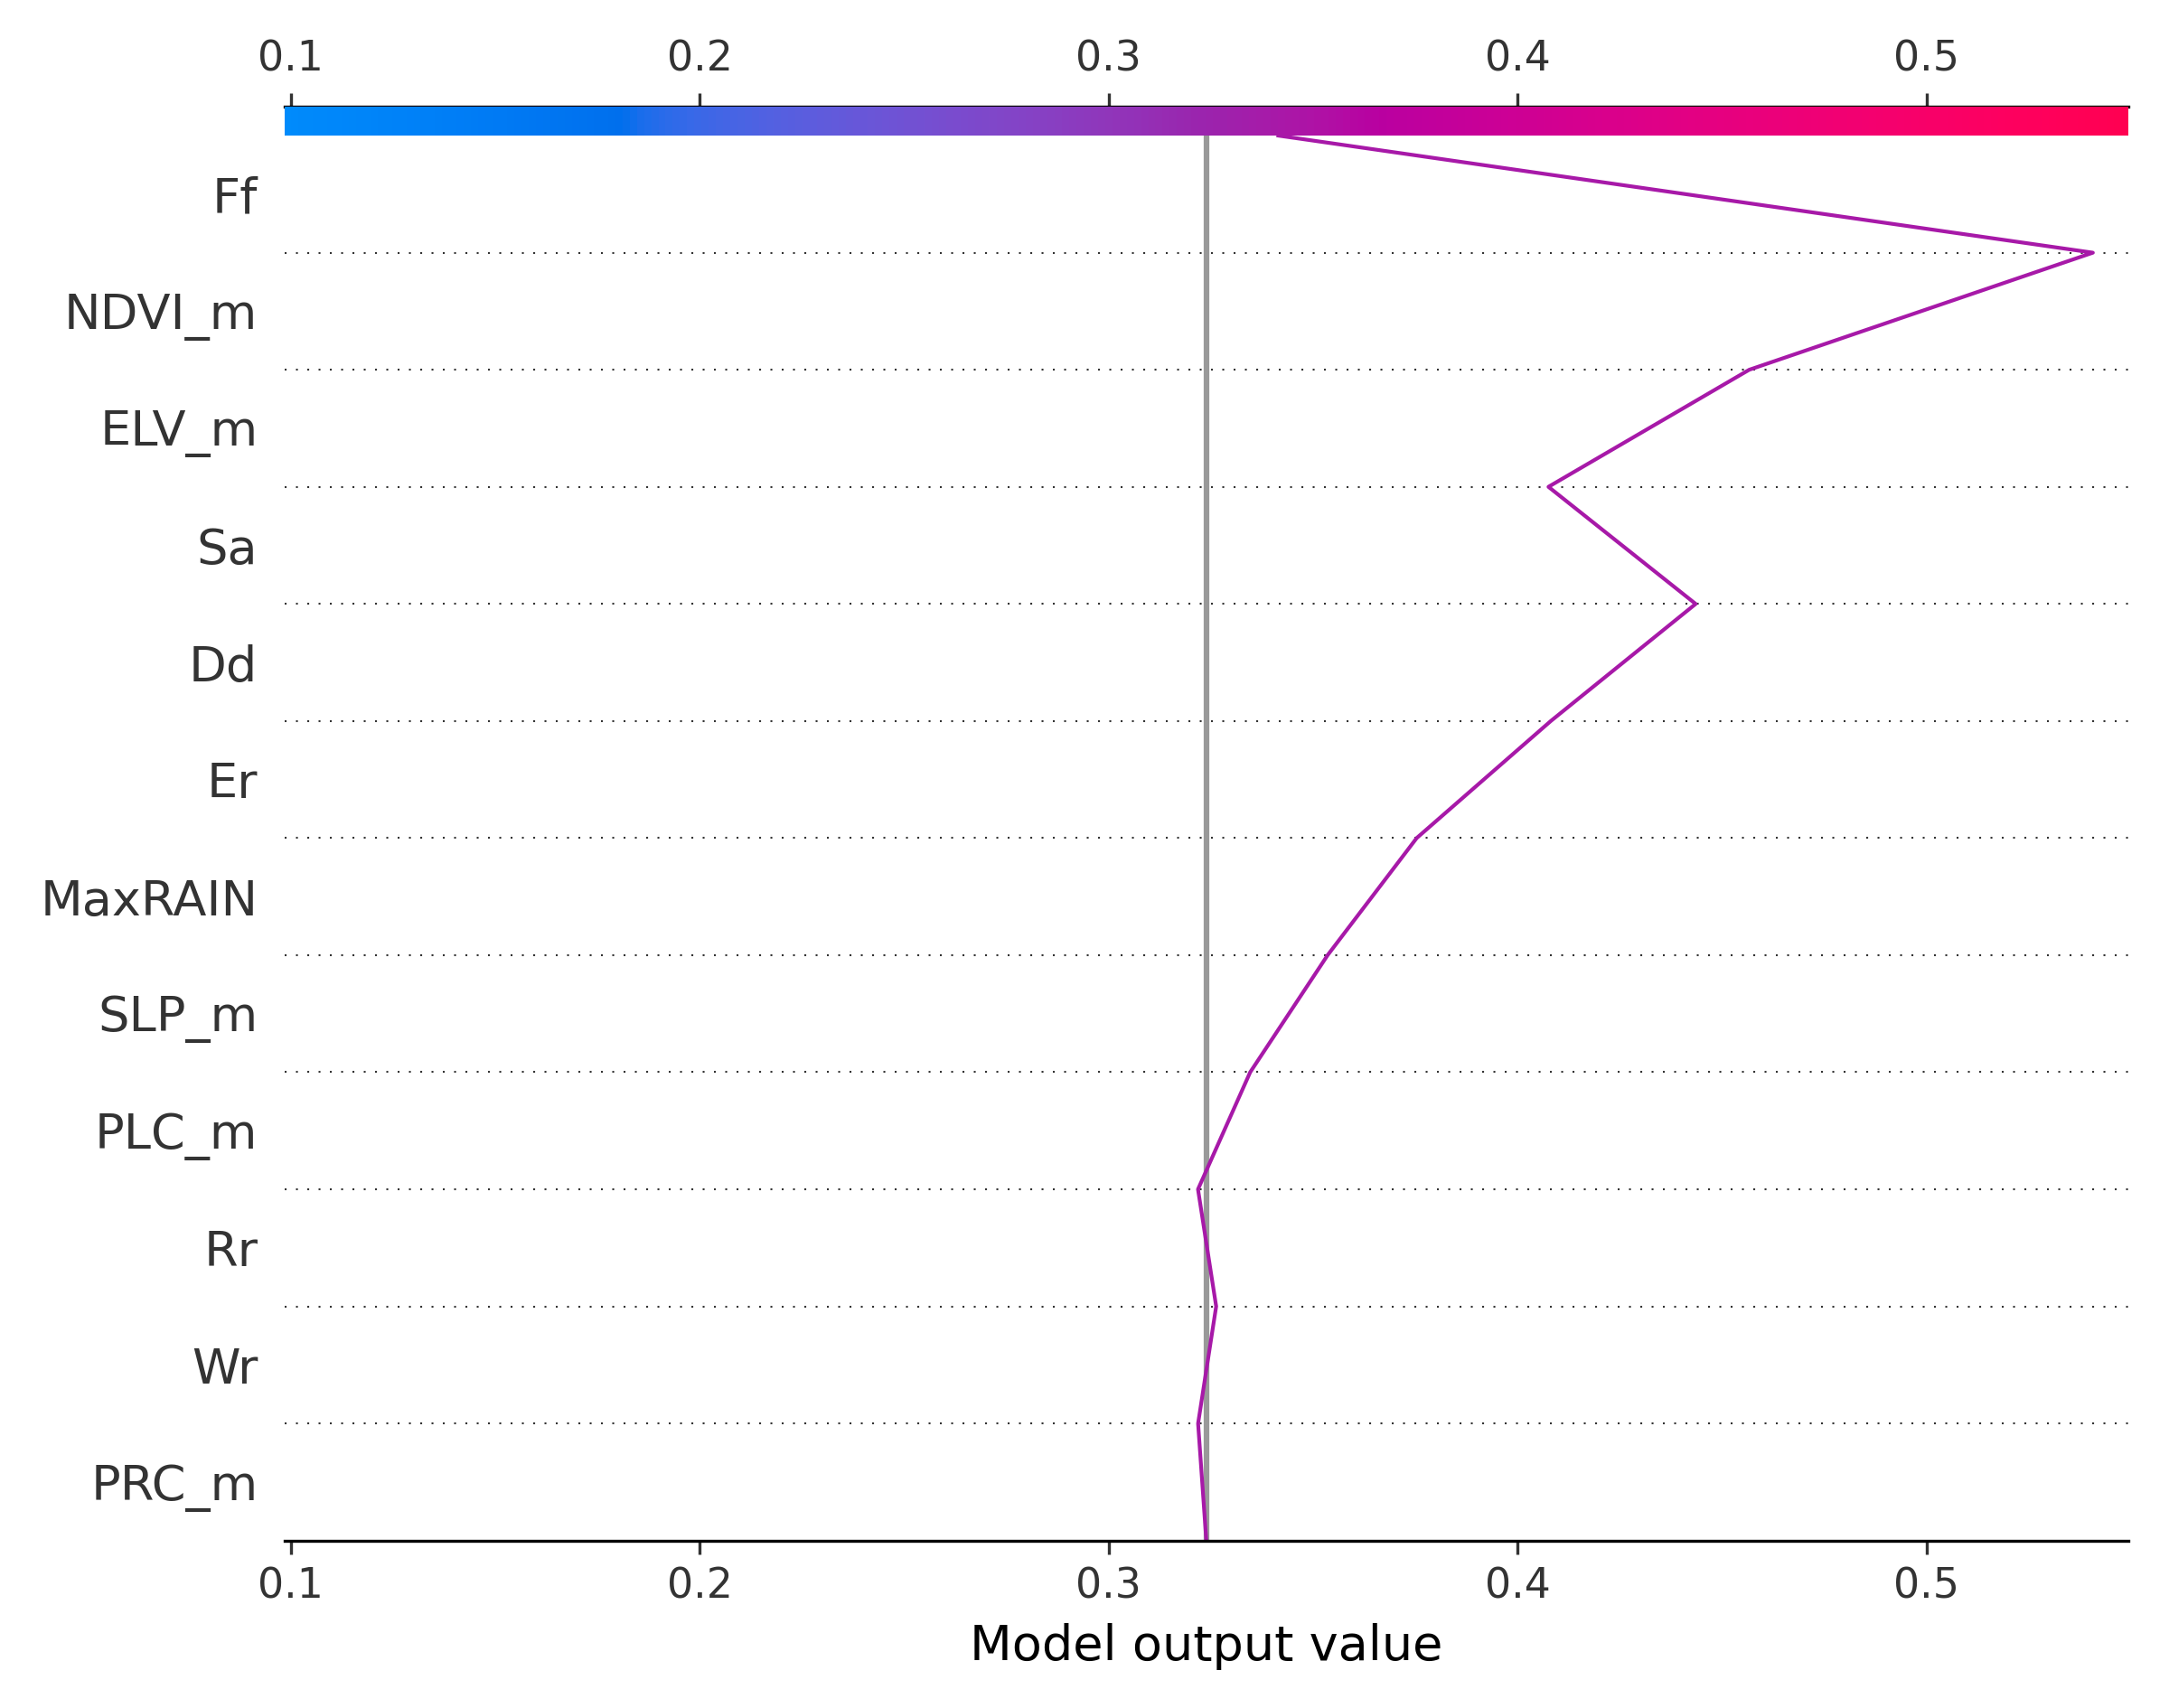 0.1 0.2 0.3 0.4 0.5
Ff
NDVI_m
ELV_m
Sa
Dd
Er
MaxRAIN
SLP_m
PLC_m
Rr
Wr
PRC_m
0.1 0.2 0.3 0.4 0.5
Model output value